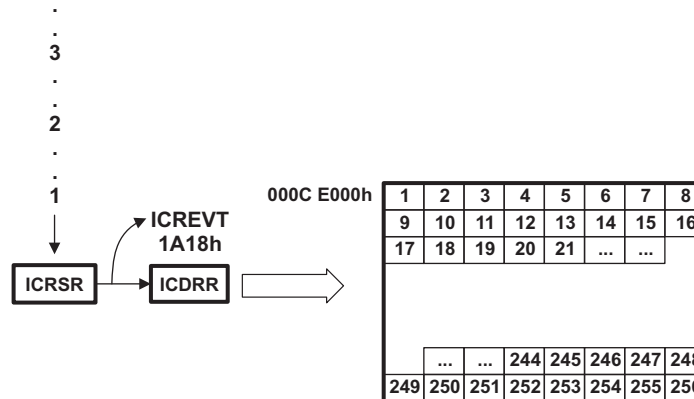 .
.
3
.
.
2
.
.
1
ICREVT
1A18h
ICRSR
ICDRR
000C E000h
1 2 3 4 5 6 7 8
9 10 11 12 13 14 15 16
17 18 19 20 21 ... ...
... ... 244 245 246 247 248
249 250 251 252 253 254 255 256